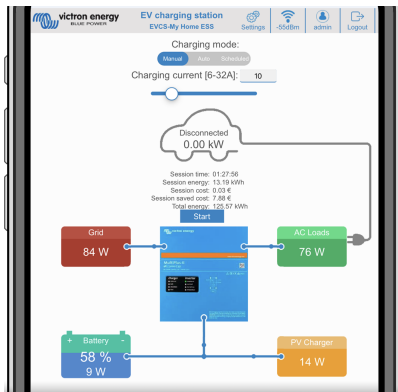 victron energy
BLUE POWER
EV charging station
EVCS-My Home ESS
Settings
-55dBm
admin
Logout
Charging mode:
Manual
Auto
Scheduled
Charging current [6-32A]:
10
Disconnected
0.00 kW
Session time: 01:27:56
Session energy: 13.19 kWh
Session cost: 0.03 €
Session saved cost: 7.88 €
Total energy: 125.57 kWh
Start
Grid
84 W
victron energy
AC Loads
76 W
+ Battery -
58 %
9 W
PV Charger
14 W